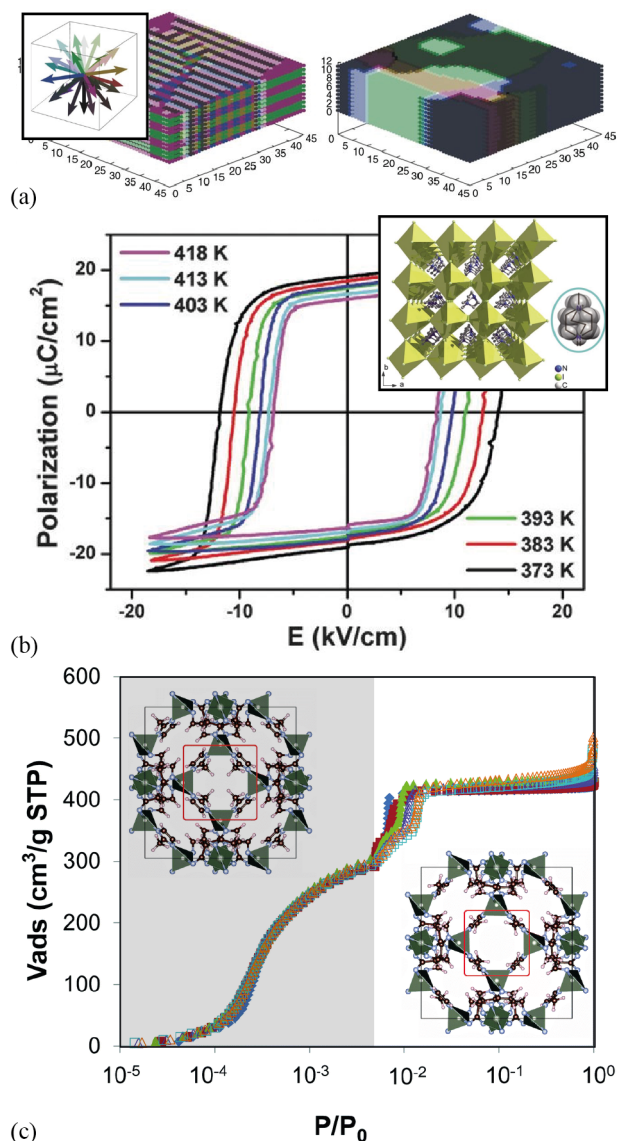 12
10
8
6
4
2
0
5 10 15 20 25 30 35 40 45
0 5 10 15 20 25 30 35 40 45
5 10 15 20 25 30 35 40 45
0 5 10 15 20 25 30 35 40 45
(a)
418 K
413 K
403 K
b
a
N
I
C
Polarization (μC/cm²)
20
10
0
-10
-20
393 K
383 K
373 K
-20 -10 0 10 20
E (kV/cm)
(b)
Vads (cm³/g STP)
600
500
400
300
200
100
0
10⁻⁵ 10⁻⁴ 10⁻³ 10⁻² 10⁻¹ 10⁰
P/P₀
(c)